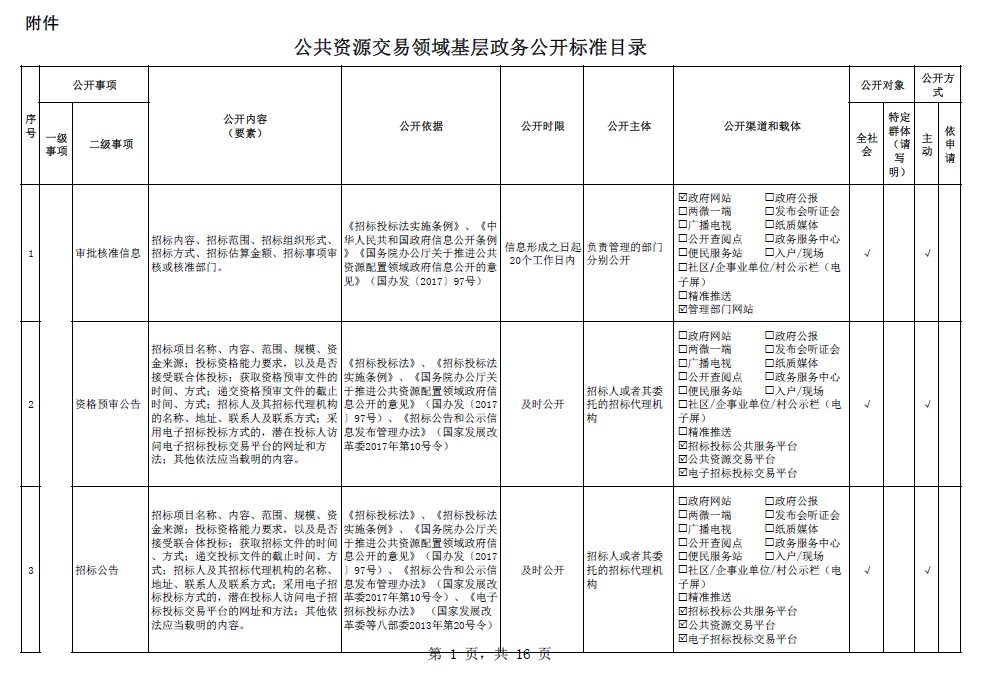 附件
公共资源交易领域基层政务公开标准目录
序号
公开事项
一级事项
二级事项
公开内容
（要素）
公开依据
公开时限
公开主体
公开渠道和载体
公开对象
全社会
特定群体（请写明）
公开方式
主动
依申请
1
审批核准信息
招标内容、招标范围、招标组织形式、
招标方式、招标估算金额、招标事项审
核或核准部门。
《招标投标法实施条例》、《中
华人民共和国政府信息公开条例
》《国务院办公厅关于推进公共
资源配置领域政府信息公开的意
见》（国办发〔2017〕97号）
信息形成之日起
20个工作日内
负责管理的部门
分别公开
☑政府网站 ☐政府公报
☐两微一端 ☐发布会听证会
☐广播电视 ☐纸质媒体
☐公开查阅点 ☐政务服务中心
☐便民服务站 ☐入户/现场
☐社区/企事业单位/村公示栏（电
子屏）
☐精准推送
☑管理部门网站
√
√
2
资格预审公告
招标项目名称、内容、范围、规模、资
金来源；投标资格能力要求，以及是否
接受联合体投标；获取资格预审文件的
时间、方式；递交资格预审文件的截止
时间、方式；招标人及其招标代理机构
的名称、地址、联系人及联系方式；采
用电子招标投标方式的，潜在投标人访
问电子招标投标交易平台的网址和方
法；其他依法应当载明的内容。
《招标投标法》、《招标投标法
实施条例》、《国务院办公厅关
于推进公共资源配置领域政府信
息公开的意见》（国办发〔2017
〕97号）、《招标公告和公示信
息发布管理办法》（国家发展改
革委2017年第10号令）
及时公开
招标人或者其委
托的招标代理机
构
☐政府网站 ☐政府公报
☐两微一端 ☐发布会听证会
☐广播电视 ☐纸质媒体
☐公开查阅点 ☐政务服务中心
☐便民服务站 ☐入户/现场
☐社区/企事业单位/村公示栏（电
子屏）
☐精准推送
☑招标投标公共服务平台
☑公共资源交易平台
☑电子招标投标交易平台
√
√
3
招标公告
招标项目名称、内容、范围、规模、资
金来源；投标资格能力要求，以及是否
接受联合体投标；获取招标文件的时间
、方式；递交投标文件的截止时间、方
式；招标人及其招标代理机构的名称、
地址、联系人及联系方式；采用电子招
标投标方式的，潜在投标人访问电子招
标投标交易平台的网址和方法；其他依
法应当载明的内容。
《招标投标法》、《招标投标法
实施条例》、《国务院办公厅关
于推进公共资源配置领域政府信
息公开的意见》（国办发〔2017
〕97号）、《招标公告和公示信
息发布管理办法》（国家发展改
革委2017年第10号令）、《电子
招标投标办法》 （国家发展改
革委等八部委2013年第20号令）
及时公开
招标人或者其委
托的招标代理机
构
☐政府网站 ☐政府公报
☐两微一端 ☐发布会听证会
☐广播电视 ☐纸质媒体
☐公开查阅点 ☐政务服务中心
☐便民服务站 ☐入户/现场
☐社区/企事业单位/村公示栏（电
子屏）
☐精准推送
☑招标投标公共服务平台
☑公共资源交易平台
☑电子招标投标交易平台
√
√
第 1 页，共 16 页